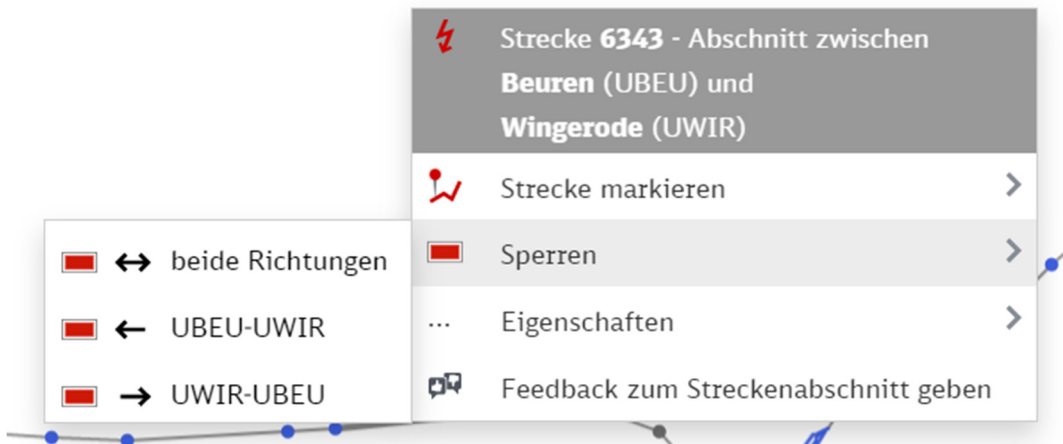 Strecke 6343 - Abschnitt zwischen
Beuren (UBEU) und
Wingerode (UWIR)
Strecke markieren
Sperren
... Eigenschaften
Feedback zum Streckenabschnitt geben
beide Richtungen
UBEU-UWIR
UWIR-UBEU